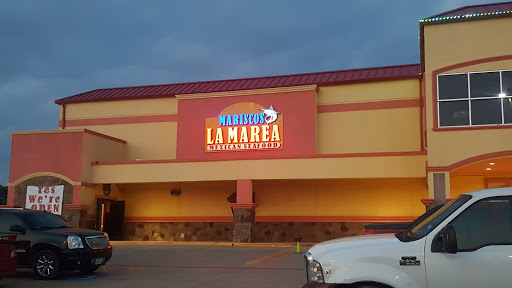 MARISCOS
LA MAREA
MEXICAN SEAFOOD
Yes
We're
OPEN